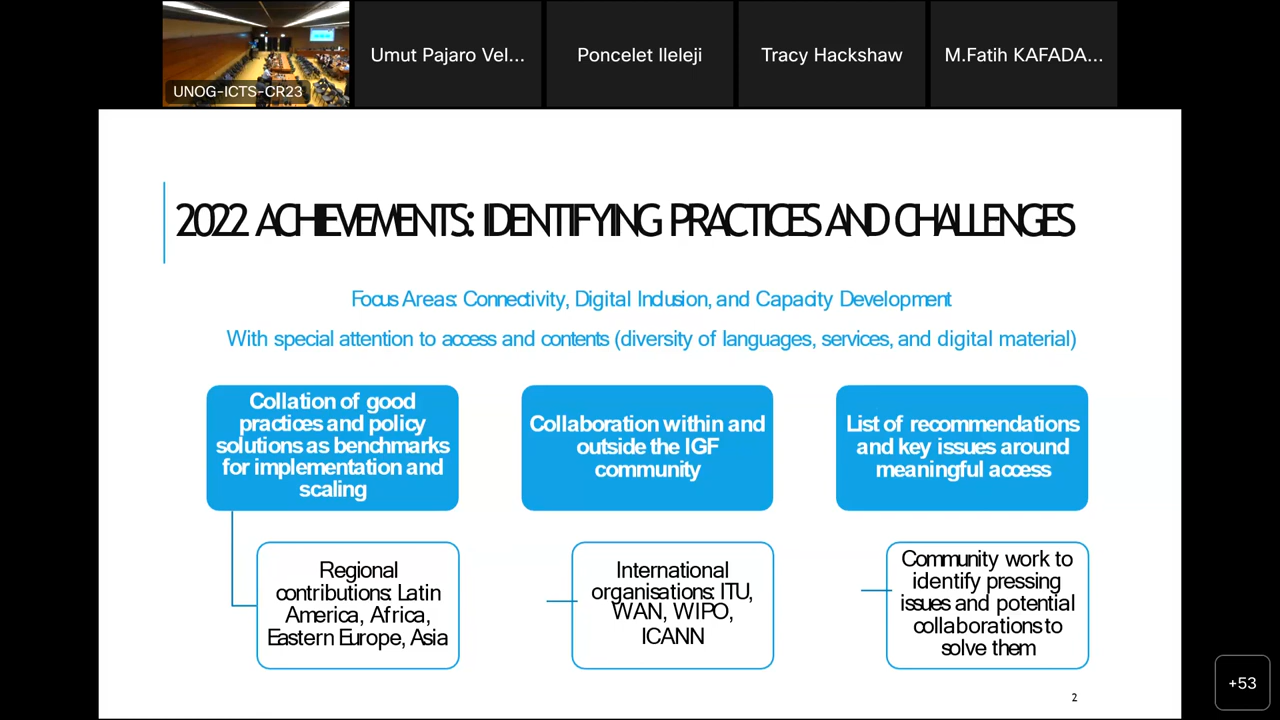 UNOG-ICTS-CR23
Umut Pajaro Vel...
Poncelet Ileleji
Tracy Hackshaw
M.Fatih KAFADA...
2022 ACHIEVEMENTS: IDENTIFYING PRACTICES AND CHALLENGES
Focus Areas: Connectivity, Digital Inclusion, and Capacity Development
With special attention to access and contents (diversity of languages, services, and digital material)
Collation of good
practices and policy
solutions as benchmarks
for implementation and
scaling
Regional
contributions: Latin
America, Africa,
Eastern Europe, Asia
Collaboration within and
outside the IGF
community
International
organisations: ITU,
WAN, WIPO,
ICANN
List of recommendations
and key issues around
meaningful access
Community work to
identify pressing
issues and potential
collaborations to
solve them
2
+53